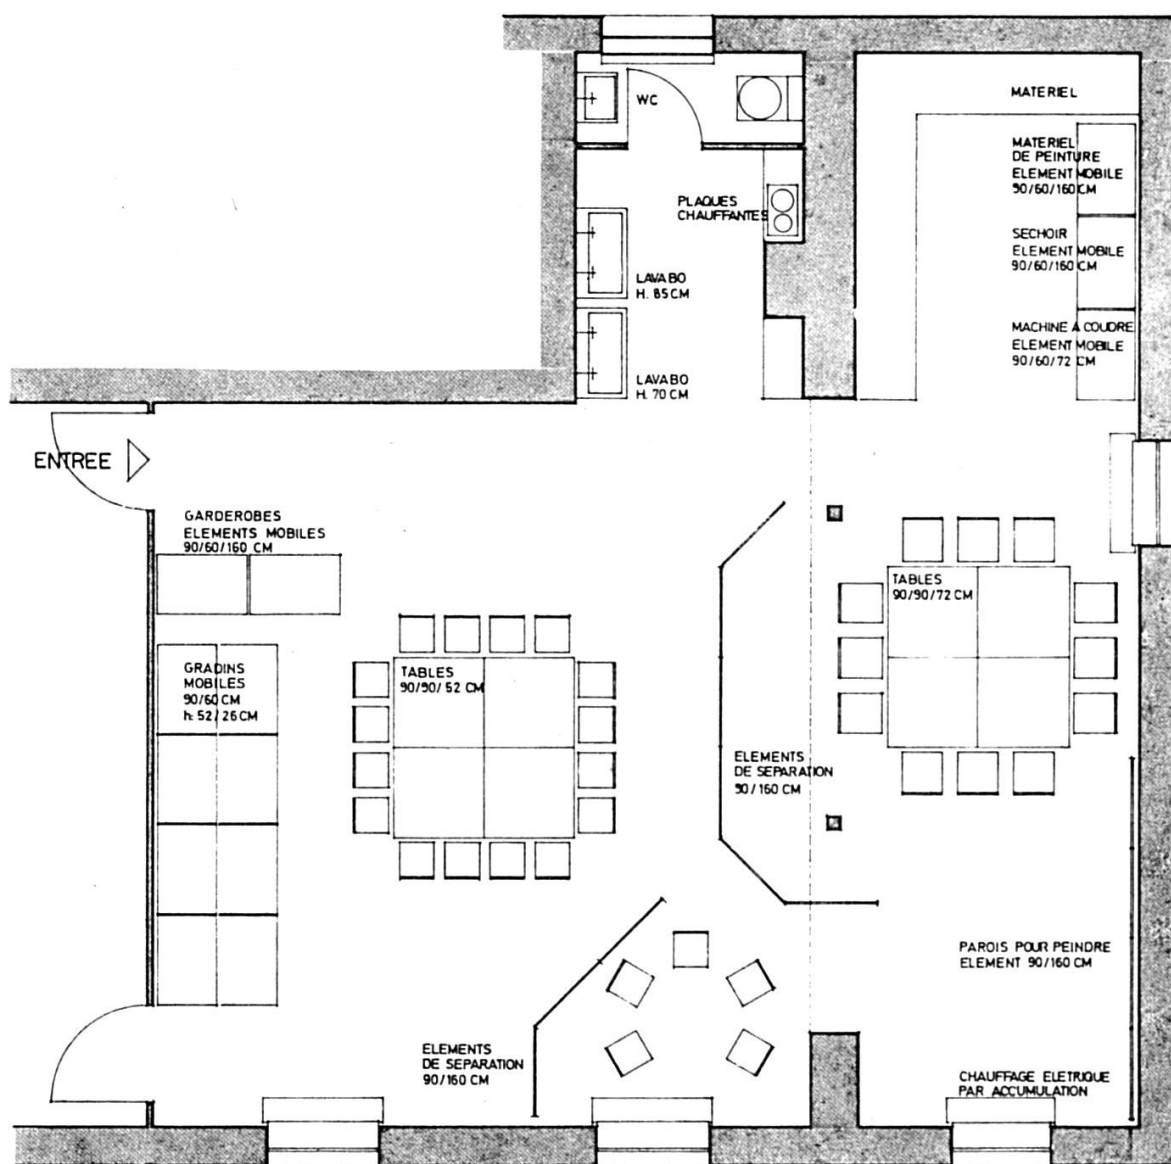 WC
MATERIEL
MATERIEL
DE PEINTURE
ELEMENT MOBILE
90/60/160 CM
PLAQUES
CHAUFFANTES
SECHOIR
ELEMENT MOBILE
90/60/160 CM
LAVABO
H. 85 CM
MACHINE A COUDRE
ELEMENT MOBILE
90/60/72 CM
LAVABO
H. 70 CM
ENTREE
GARDEROBES
ELEMENTS MOBILES
90/60/160 CM
TABLES
90/90/72 CM
GRADINS
MOBILES
90/60 CM
h: 52/26 CM
TABLES
90/90/52 CM
ELEMENTS
DE SEPARATION
90/160 CM
PAROIS POUR PEINDRE
ELEMENT 90/160 CM
ELEMENTS
DE SEPARATION
90/160 CM
CHAUFFAGE ELETRIQUE
PAR ACCUMULATION